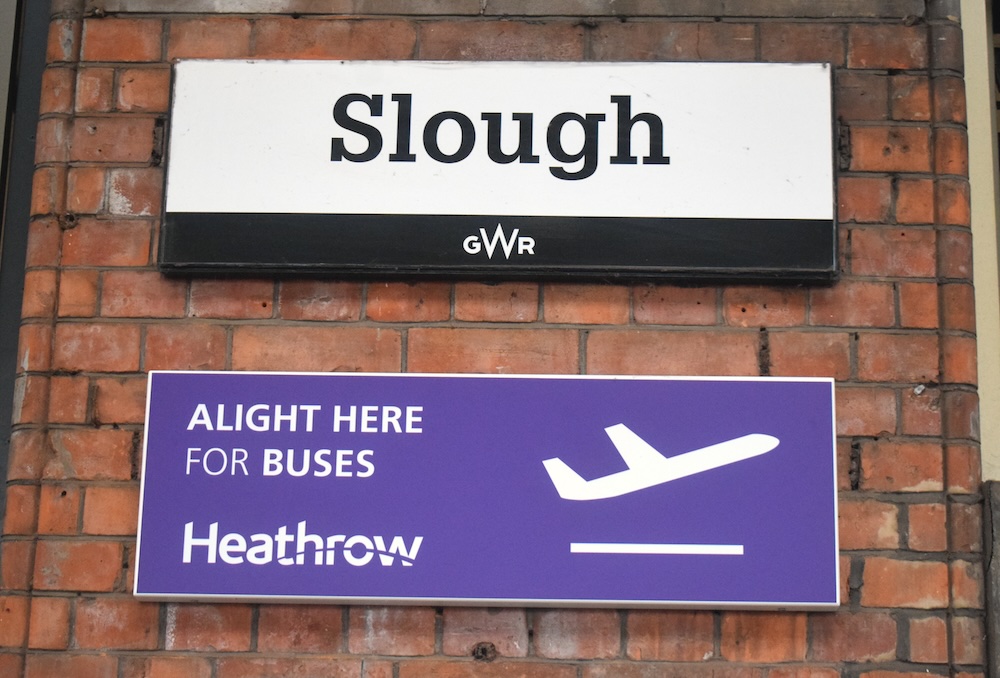 Slough
GWR
ALIGHT HERE
FOR BUSES
Heathrow